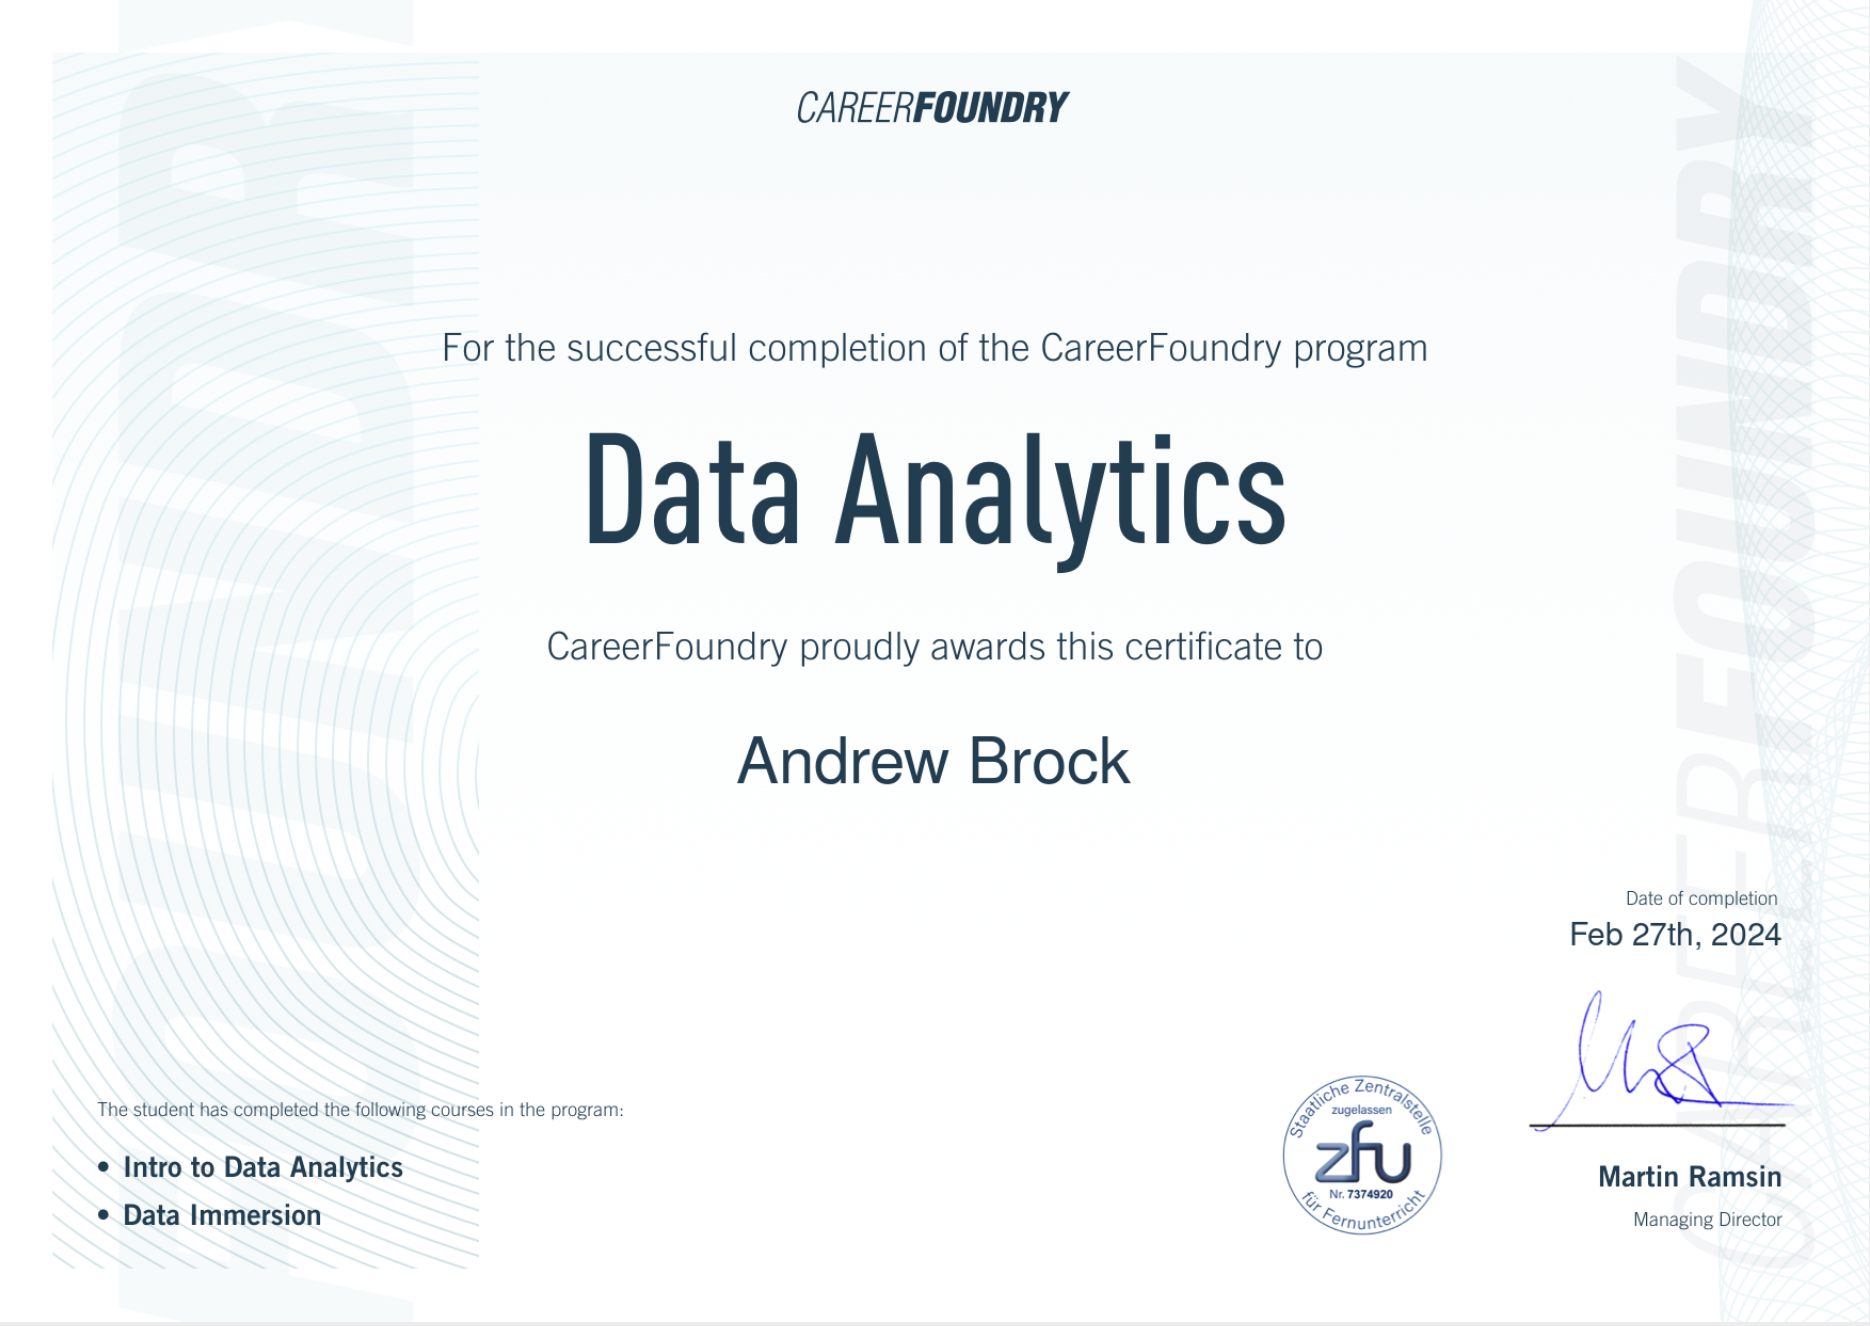 CAREERFOUNDRY
For the successful completion of the CareerFoundry program
Data Analytics
CareerFoundry proudly awards this certificate to
Andrew Brock
Date of completion
Feb 27th, 2024
The student has completed the following courses in the program:
• Intro to Data Analytics
• Data Immersion
Staatliche Zentralstelle
zugelassen
zfu
Nr. 7374920
für Fernunterricht
Martin Ramsin
Managing Director
CAREERFOUNDRY